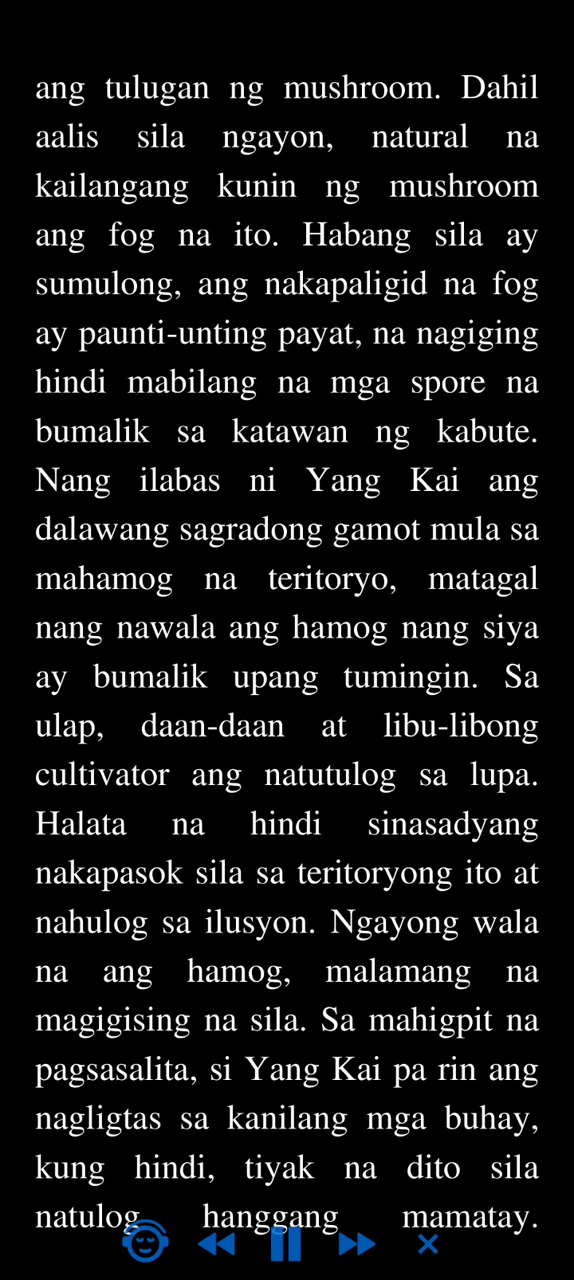 ang tulugan ng mushroom. Dahil
aalis sila ngayon, natural na
kailangang kunin ng mushroom
ang fog na ito. Habang sila ay
sumulong, ang nakapaligid na fog
ay paunti-unting payat, na nagiging
hindi mabilang na mga spore na
bumalik sa katawan ng kabute.
Nang ilabas ni Yang Kai ang
dalawang sagradong gamot mula sa
mahamog na teritoryo, matagal
nang nawala ang hamog nang siya
ay bumalik upang tumingin. Sa
ulap, daan-daan at libu-libong
cultivator ang natutulog sa lupa.
Halata na hindi sinasadyang
nakapasok sila sa teritoryong ito at
nahulog sa ilusyon. Ngayong wala
na ang hamog, malamang na
magigising na sila. Sa mahigpit na
pagsasalita, si Yang Kai pa rin ang
nagligtas sa kanilang mga buhay,
kung hindi, tiyak na dito sila
natulog hanggang mamatay.